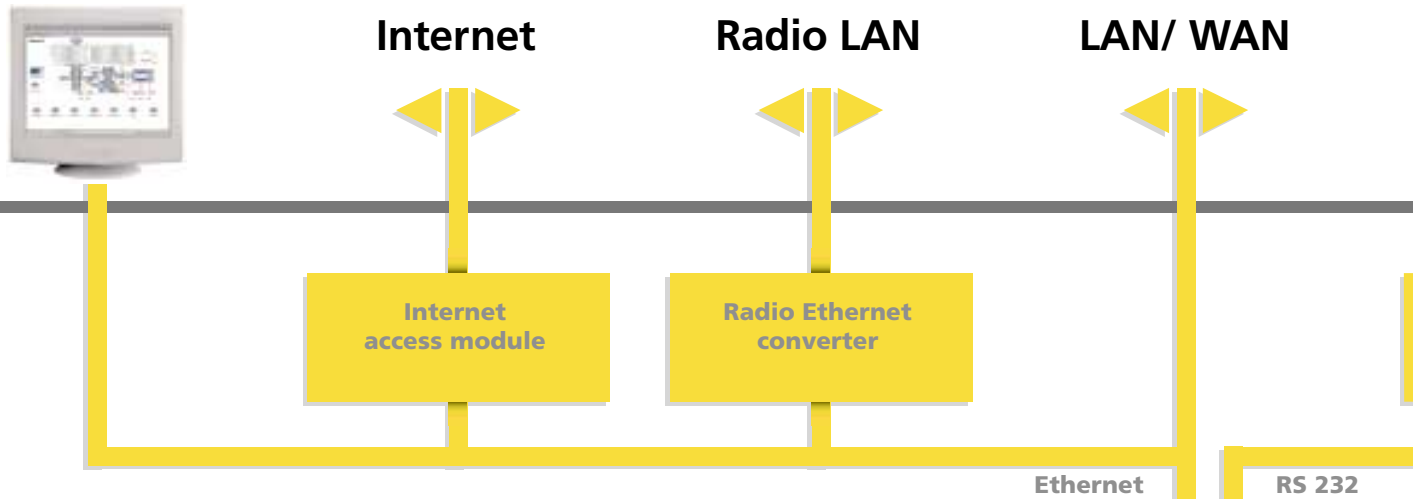 Internet
Radio LAN
LAN/ WAN
Internet
access module
Radio Ethernet
converter
Ethernet
RS 232